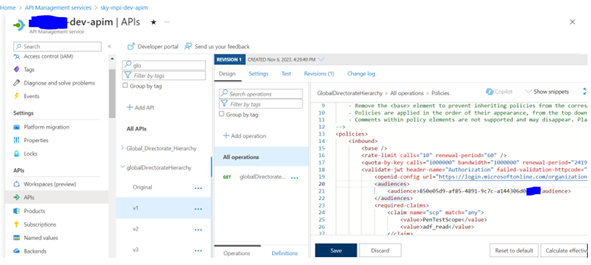 Home > API Management services > sky-mpl-dev-apim
-dev-apim | APIs
API Management service
Search
Developer portal
Send us your feedback
Access control (IAM)
Tags
Diagnose and solve problems
Events
Settings
Platform migration
Properties
Locks
APIs
Workspaces (preview)
APIs
Products
Subscriptions
Named values
Backends
glo
Filter by tags
Group by tag
Add API
All APIs
Global_Directorate_Hierarchy
globalDirectorateHierarchy
Original
v1
v2
v3
REVISION 1
CREATED Nov 6, 2023, 4:29:49 PM
Design
Settings
Test
Revisions (1)
Change log
Search operations
Filter by tags
Group by tag
Add operation
All operations
GET globalDirectorate...
Operations
Definitions
GlobalDirectorateHierarchy > All operations > Policies
Copilot
Show snippets
9 - Remove the <base> element to prevent inheriting policies from the corres
10 - Policies are applied in the order of their appearance, from the top down
11 - Comments within policy elements are not supported and may disappear. Pla
12 -->
13 <policies>
14 <inbound>
15 <base />
16 <rate-limit calls="10" renewal-period="60" />
17 <quota-by-key calls="1000000" bandwidth="1000000" renewal-period="2419
18 <validate-jwt header-name="Authorization" failed-validation-httpcode="
19 <openid-config url="https://login.microsoftonline.com/organization
20 <audiences>
21 <audience>850e05d9-af85-4891-9c7c-a144306d0 audience>
22 </audiences>
23 <required-claims>
24 <claim name="scp" match="any">
25 <value>PenTestScope</value>
26 <value>adf_read</value>
27 </claim>
Save
Discard
Reset to default
Calculate effective